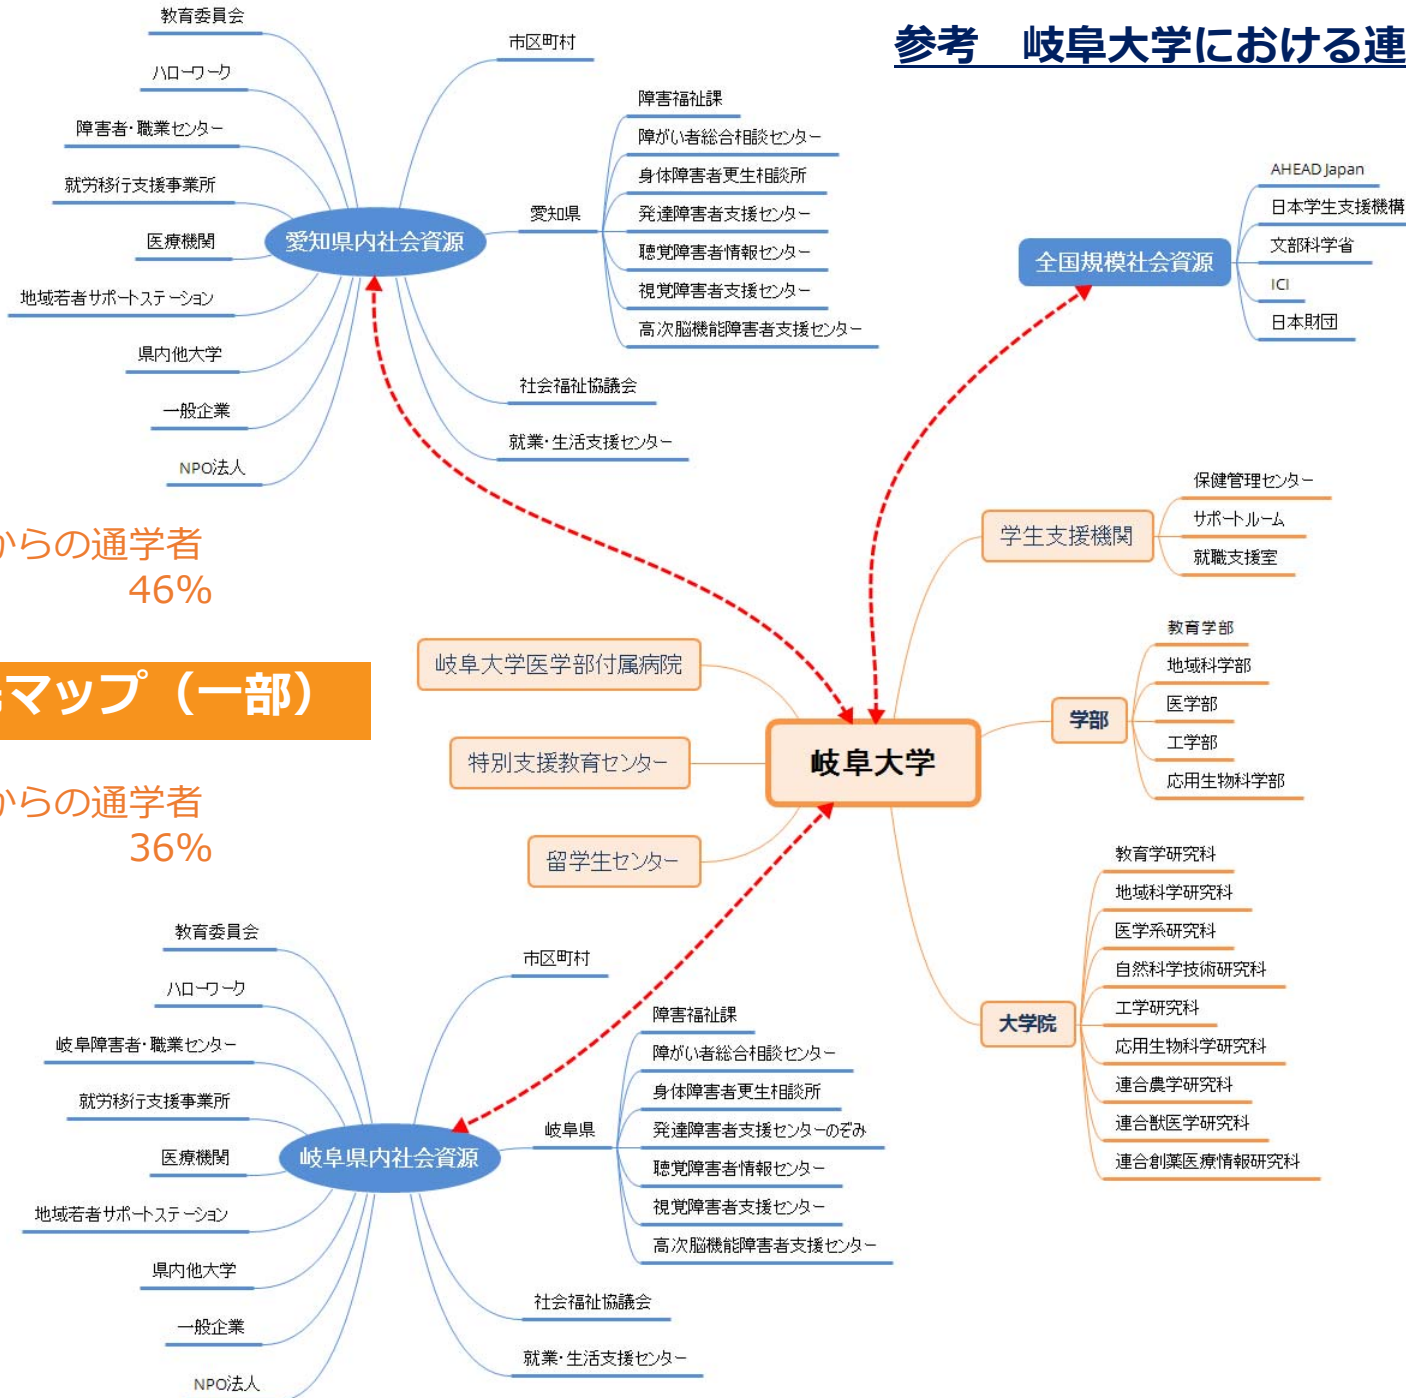 参考　岐阜大学における連
教育委員会
ハローワーク
障害者・職業センター
就労移行支援事業所
医療機関
地域若者サポートステーション
県内他大学
一般企業
NPO法人
愛知県内社会資源
市区町村
愛知県
障害福祉課
障がい者総合相談センター
身体障害者更生相談所
発達障害者支援センター
聴覚障害者情報センター
視覚障害者支援センター
高次脳機能障害者支援センター
社会福祉協議会
就業・生活支援センター
全国規模社会資源
AHEAD Japan
日本学生支援機構
文部科学省
ICI
日本財団
からの通学者
46%
マップ（一部）
からの通学者
36%
岐阜大学医学部付属病院
特別支援教育センター
留学生センター
岐阜大学
学生支援機関
保健管理センター
サポートルーム
就職支援室
学部
教育学部
地域科学部
医学部
工学部
応用生物科学部
大学院
教育学研究科
地域科学研究科
医学系研究科
自然科学技術研究科
工学研究科
応用生物科学研究科
連合農学研究科
連合獣医学研究科
連合創薬医療情報研究科
教育委員会
ハローワーク
岐阜障害者・職業センター
就労移行支援事業所
医療機関
地域若者サポートステーション
県内他大学
一般企業
NPO法人
岐阜県内社会資源
市区町村
岐阜県
障害福祉課
障がい者総合相談センター
身体障害者更生相談所
発達障害者支援センターのぞみ
聴覚障害者情報センター
視覚障害者支援センター
高次脳機能障害者支援センター
社会福祉協議会
就業・生活支援センター